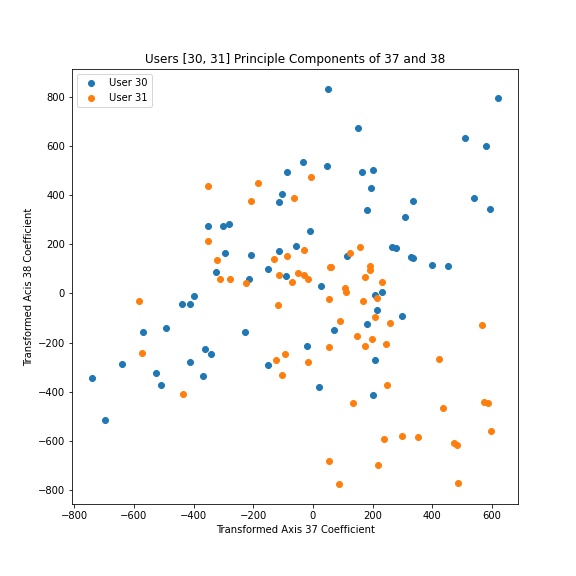 Users [30, 31] Principle Components of 37 and 38
User 30
User 31
Transformed Acis 38 Coefficient
800
600
400
200
0
−200
−400
−600
−800
−800 −600 −400 −200 0 200 400 600
Transformed Axis 37 Coefficient